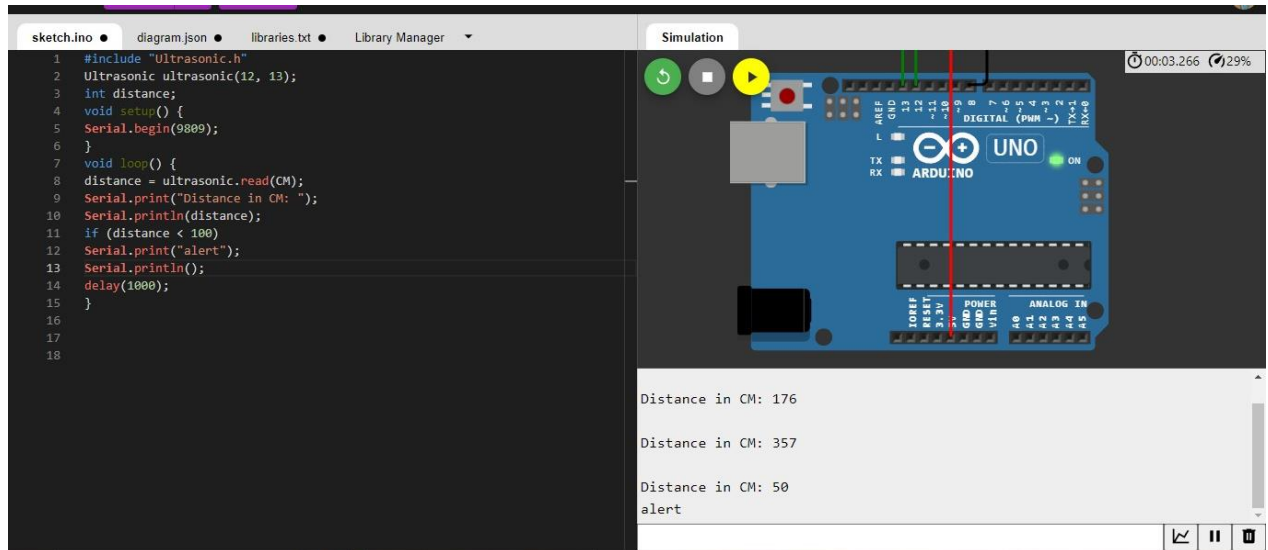 sketch.ino ● diagram.json ● libraries.txt ● Library Manager
1 #include "Ultrasonic.h"
2 Ultrasonic ultrasonic(12, 13);
3 int distance;
4 void setup() {
5 Serial.begin(9809);
6 }
7 void loop() {
8 distance = ultrasonic.read(CM);
9 Serial.print("Distance in CM: ");
10 Serial.println(distance);
11 if (distance < 100)
12 Serial.print("alert");
13 Serial.println();
14 delay(1000);
15 }
16
17
18
Simulation
00:03.266 29%
AREF GND 13 12 ~11 ~10 ~9 8 7 ~6 ~5 4 ~3 2 TX→1 RX←0
DIGITAL (PWM ~)
L
UNO
TX
ON
RX
ARDUINO
IOREF RESET 3.3V 5V GND GND Vin
POWER
ANALOG IN
A0 A1 A2 A3 A4 A5
Distance in CM: 176
Distance in CM: 357
Distance in CM: 50
alert